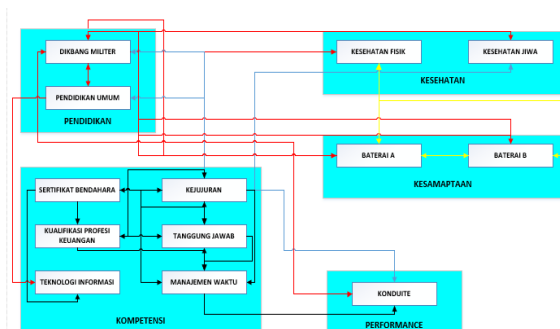 DIKBANG MILITER
PENDIDIKAN UMUM
PENDIDIKAN
KESEHATAN FISIK
KESEHATAN JIWA
KESEHATAN
BATERAI A
BATERAI B
KESAMAPTAAN
SERTIFIKAT BENDAHARA
KEJUJURAN
KUALIFIKASI PROFESI
KEUANGAN
TANGGUNG JAWAB
TEKNOLOGI INFORMASI
MANAJEMEN WAKTU
KOMPETENSI
KONDUITE
PERFORMANCE